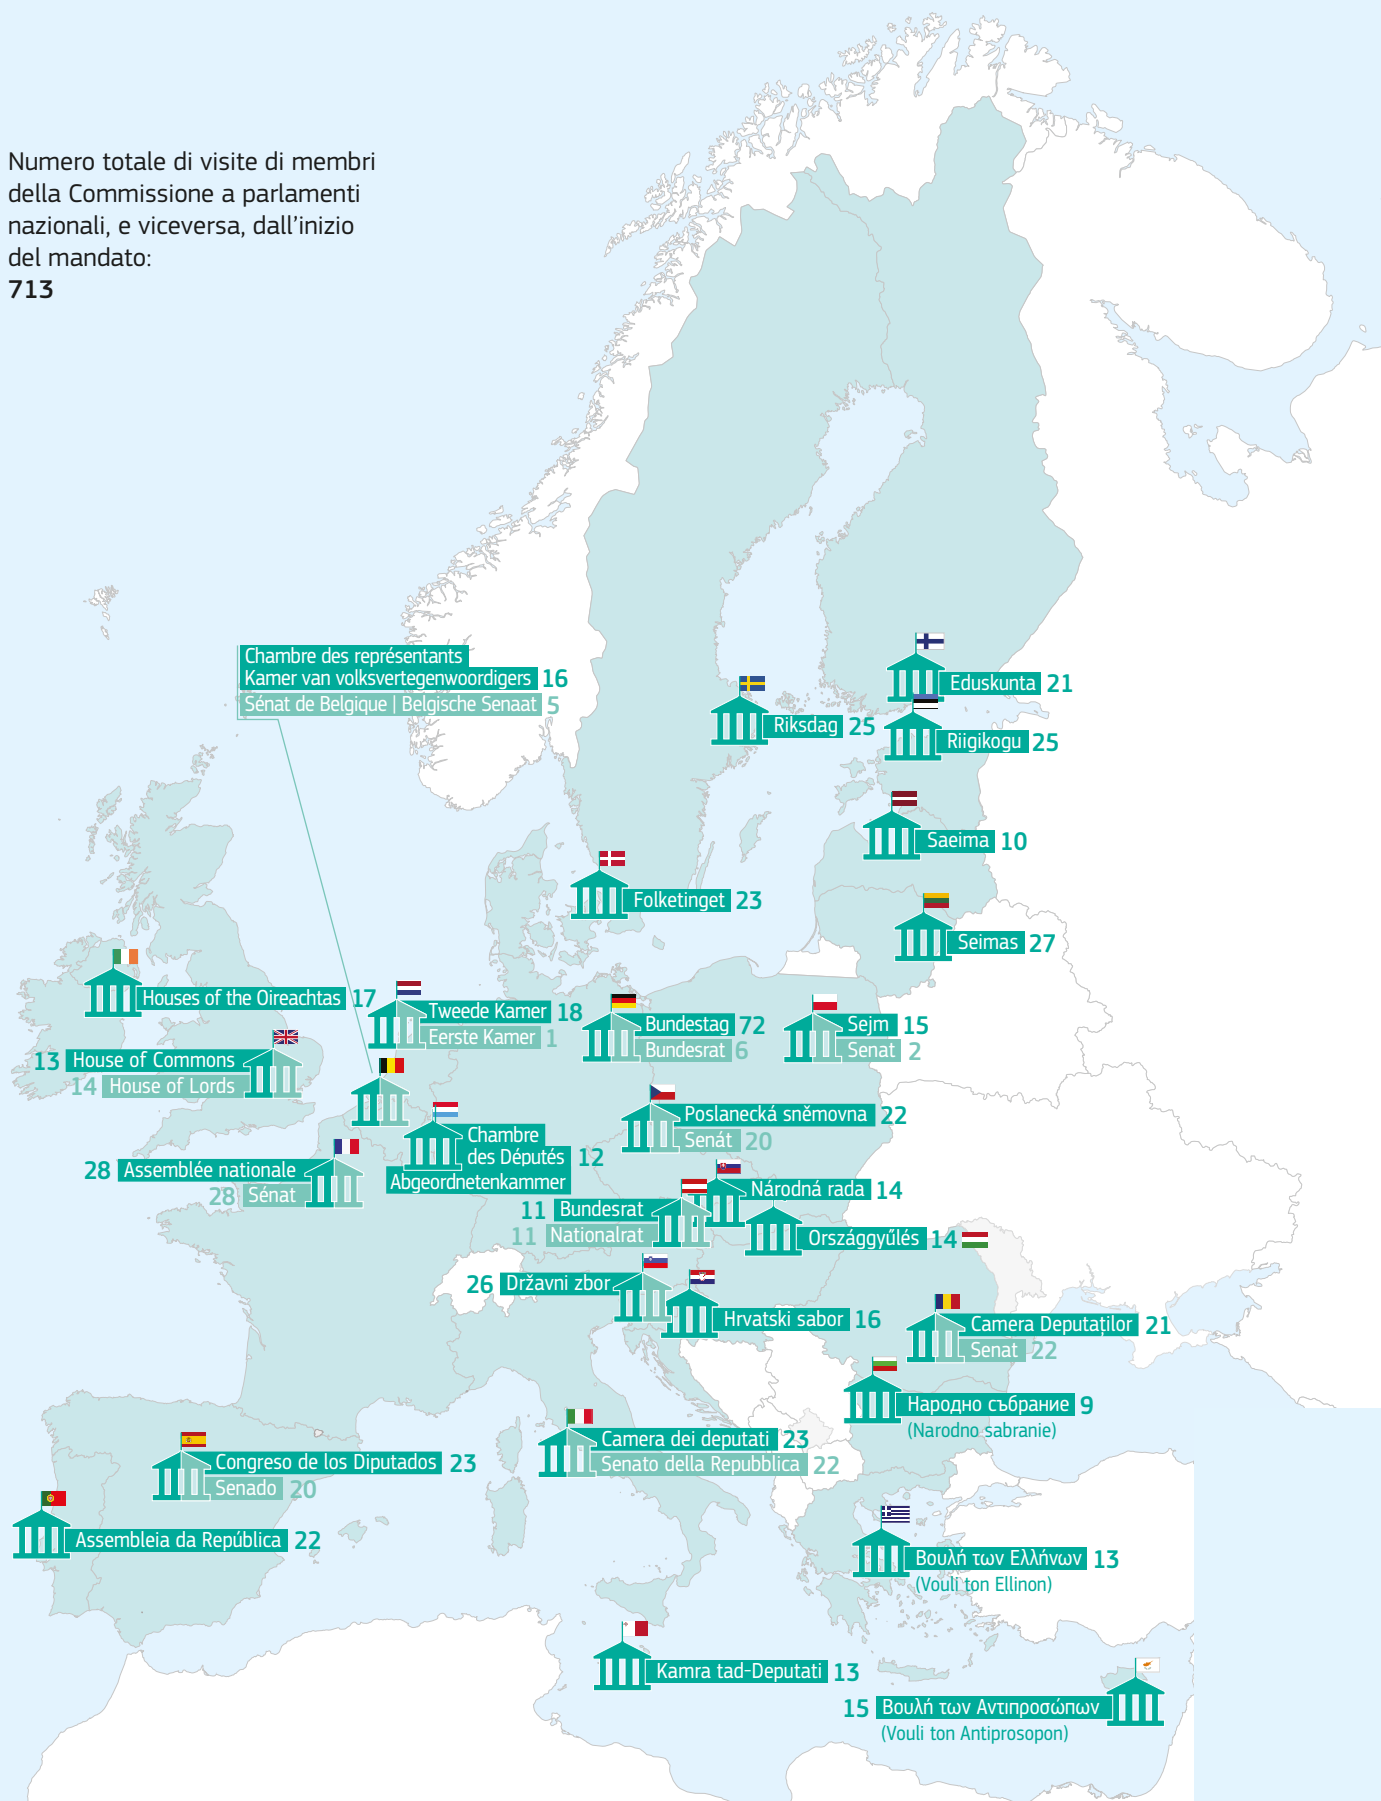 Numero totale di visite di membri
della Commissione a parlamenti
nazionali, e viceversa, dall'inizio
del mandato:
713
Chambre des représentants
Kamer van volksvertegenwoordigers 16
Sénat de Belgique | Belgische Senaat 5
Eduskunta 21
Riksdag 25
Riigikogu 25
Saeima 10
Folketinget 23
Seimas 27
Houses of the Oireachtas 17
Tweede Kamer 18
Eerste Kamer 1
Bundestag 72
Bundesrat 6
Sejm 15
Senat 2
13 House of Commons
14 House of Lords
Poslanecká sněmovna 22
Senát 20
Chambre
des Députés 12
Abgeordnetenkammer
28 Assemblée nationale
28 Sénat
Národná rada 14
11 Bundesrat
11 Nationalrat
Országgyűlés 14
26 Državni zbor
Hrvatski sabor 16
Camera Deputaților 21
Senat 22
Народно събрание 9
(Narodno sabranie)
Camera dei deputati 23
Senato della Repubblica 22
Congreso de los Diputados 23
Senado 20
Assembleia da República 22
Βουλή των Ελλήνων 13
(Vouli ton Ellinon)
Kamra tad-Deputati 13
15 Βουλή των Αντιπροσώπων
(Vouli ton Antiprosopon)